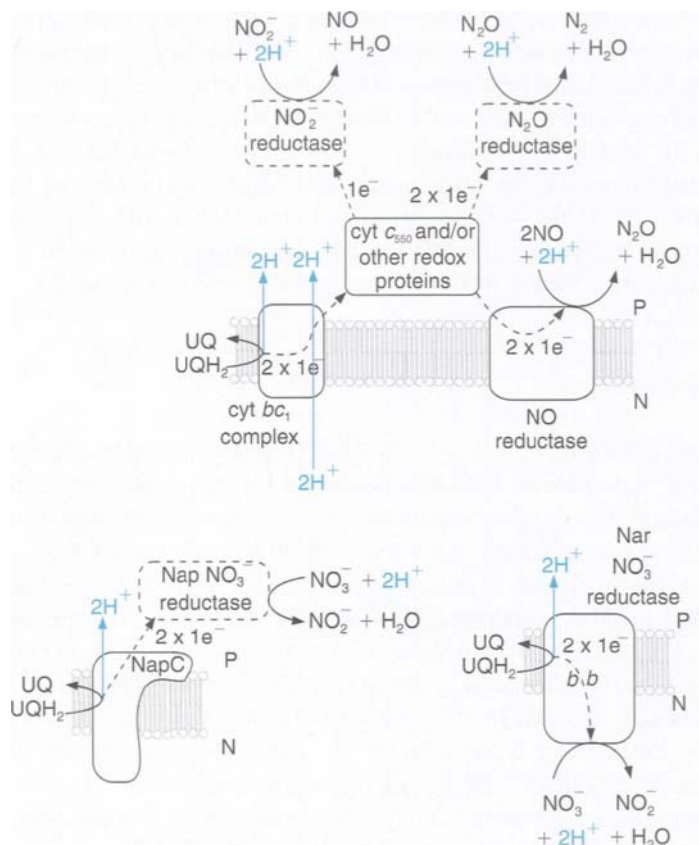 NO₂⁻
+ 2H⁺
NO
+ H₂O
N₂O
+ 2H⁺
N₂
+ H₂O
NO₂⁻
reductase
N₂O
reductase
1e⁻
2 x 1e⁻
cyt c₅₅₀ and/or
other redox
proteins
2NO
+ 2H⁺
N₂O
+ H₂O
2H⁺ 2H⁺
P
UQ
UQH₂
2 x 1e⁻
2 x 1e⁻
N
cyt bc₁
complex
NO
reductase
2H⁺
Nap NO₃⁻
reductase
NO₃⁻ + 2H⁺
NO₂⁻ + H₂O
2H⁺
2 x 1e⁻
NapC
P
UQ
UQH₂
N
Nar
NO₃⁻
reductase
2H⁺
P
UQ
UQH₂
2 x 1e⁻
b b
N
NO₃⁻
+ 2H⁺
NO₂⁻
+ H₂O